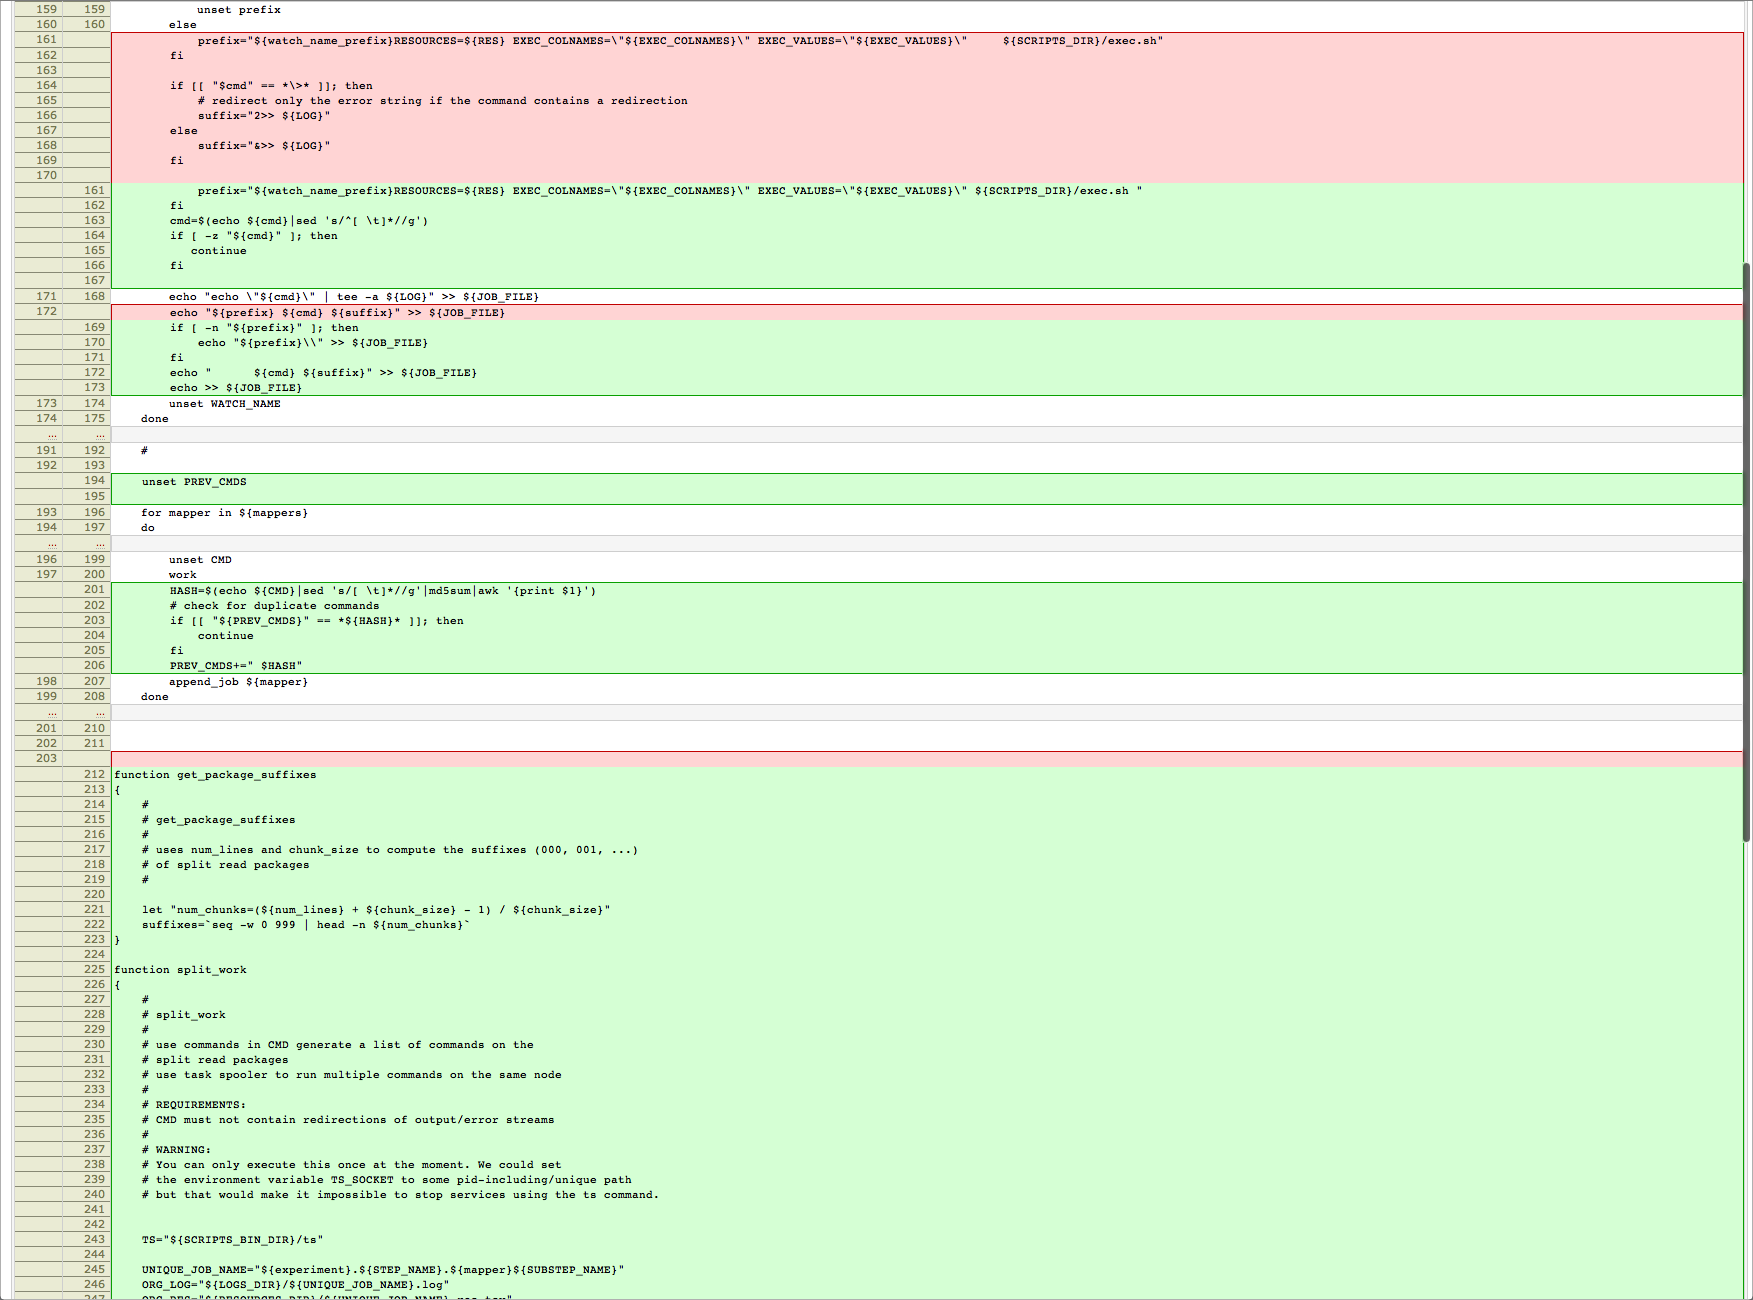 159 159 unset prefix
160 160 else
161 prefix="${watch_name_prefix}RESOURCES=${RES} EXEC_COLNAMES=\"${EXEC_COLNAMES}\" EXEC_VALUES=\"${EXEC_VALUES}\" ${SCRIPTS_DIR}/exec.sh"
162 fi
163
164 if [[ "$cmd" == *\>* ]]; then
165 # redirect only the error string if the command contains a redirection
166 suffix="2>> ${LOG}"
167 else
168 suffix="&>> ${LOG}"
169 fi
170
161 prefix="${watch_name_prefix}RESOURCES=${RES} EXEC_COLNAMES=\"${EXEC_COLNAMES}\" EXEC_VALUES=\"${EXEC_VALUES}\" ${SCRIPTS_DIR}/exec.sh "
162 fi
163 cmd=$(echo ${cmd}|sed 's/^[ \t]*//g')
164 if [ -z "${cmd}" ]; then
165 continue
166 fi
167
171 168 echo "echo \"${cmd}\" | tee -a ${LOG}" >> ${JOB_FILE}
172 echo "${prefix} ${cmd} ${suffix}" >> ${JOB_FILE}
169 if [ -n "${prefix}" ]; then
170 echo "${prefix}\\" >> ${JOB_FILE}
171 fi
172 echo " ${cmd} ${suffix}" >> ${JOB_FILE}
173 echo >> ${JOB_FILE}
173 174 unset WATCH_NAME
174 175 done
... ...
191 192 #
192 193
194 unset PREV_CMDS
195
193 196 for mapper in ${mappers}
194 197 do
... ...
196 199 unset CMD
197 200 work
201 HASH=$(echo ${CMD}|sed 's/[ \t]*//g'|md5sum|awk '{print $1}')
202 # check for duplicate commands
203 if [[ "${PREV_CMDS}" == *${HASH}* ]]; then
204 continue
205 fi
206 PREV_CMDS+=" $HASH"
198 207 append_job ${mapper}
199 208 done
... ...
201 210
202 211
203
212 function get_package_suffixes
213 {
214 #
215 # get_package_suffixes
216 #
217 # uses num_lines and chunk_size to compute the suffixes (000, 001, ...)
218 # of split read packages
219 #
220
221 let "num_chunks=(${num_lines} + ${chunk_size} - 1) / ${chunk_size}"
222 suffixes=`seq -w 0 999 | head -n ${num_chunks}`
223 }
224
225 function split_work
226 {
227 #
228 # split_work
229 #
230 # use commands in CMD generate a list of commands on the
231 # split read packages
232 # use task spooler to run multiple commands on the same node
233 #
234 # REQUIREMENTS:
235 # CMD must not contain redirections of output/error streams
236 #
237 # WARNING:
238 # You can only execute this once at the moment. We could set
239 # the environment variable TS_SOCKET to some pid-including/unique path
240 # but that would make it impossible to stop services using the ts command.
241
242
243 TS="${SCRIPTS_BIN_DIR}/ts"
244
245 UNIQUE_JOB_NAME="${experiment}.${STEP_NAME}.${mapper}${SUBSTEP_NAME}"
246 ORG_LOG="${LOGS_DIR}/${UNIQUE_JOB_NAME}.log"